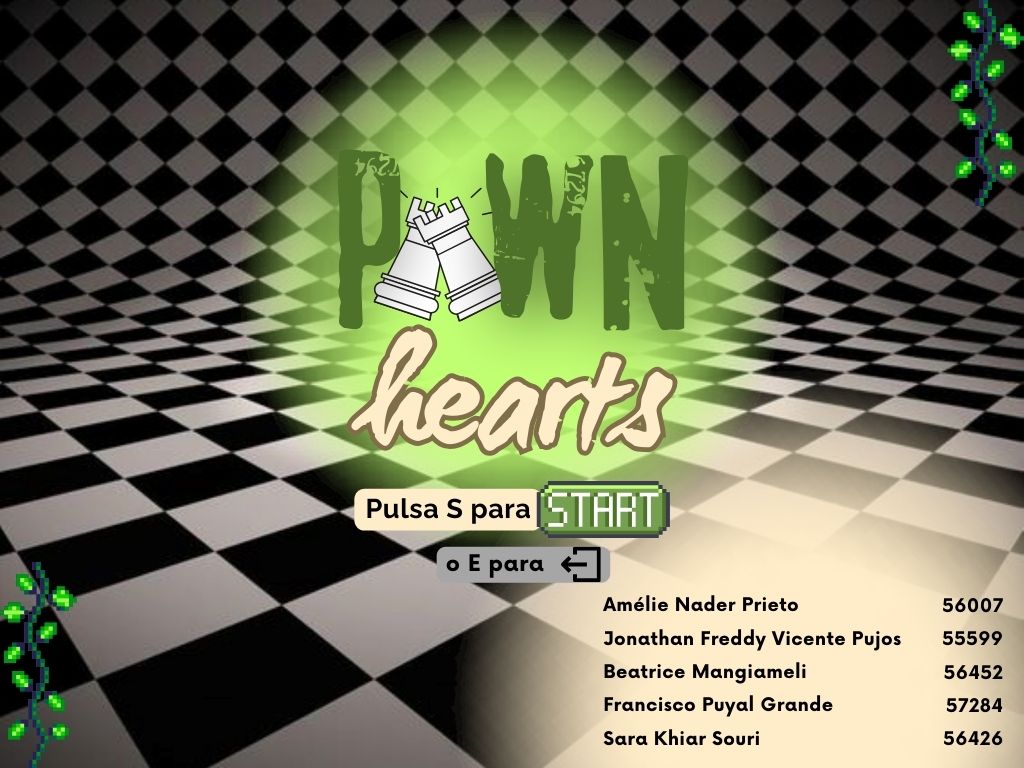 PAWN
hearts
Pulsa S para START
o E para
Amélie Nader Prieto 56007
Jonathan Freddy Vicente Pujos 55599
Beatrice Mangiameli 56452
Francisco Puyal Grande 57284
Sara Khiar Souri 56426